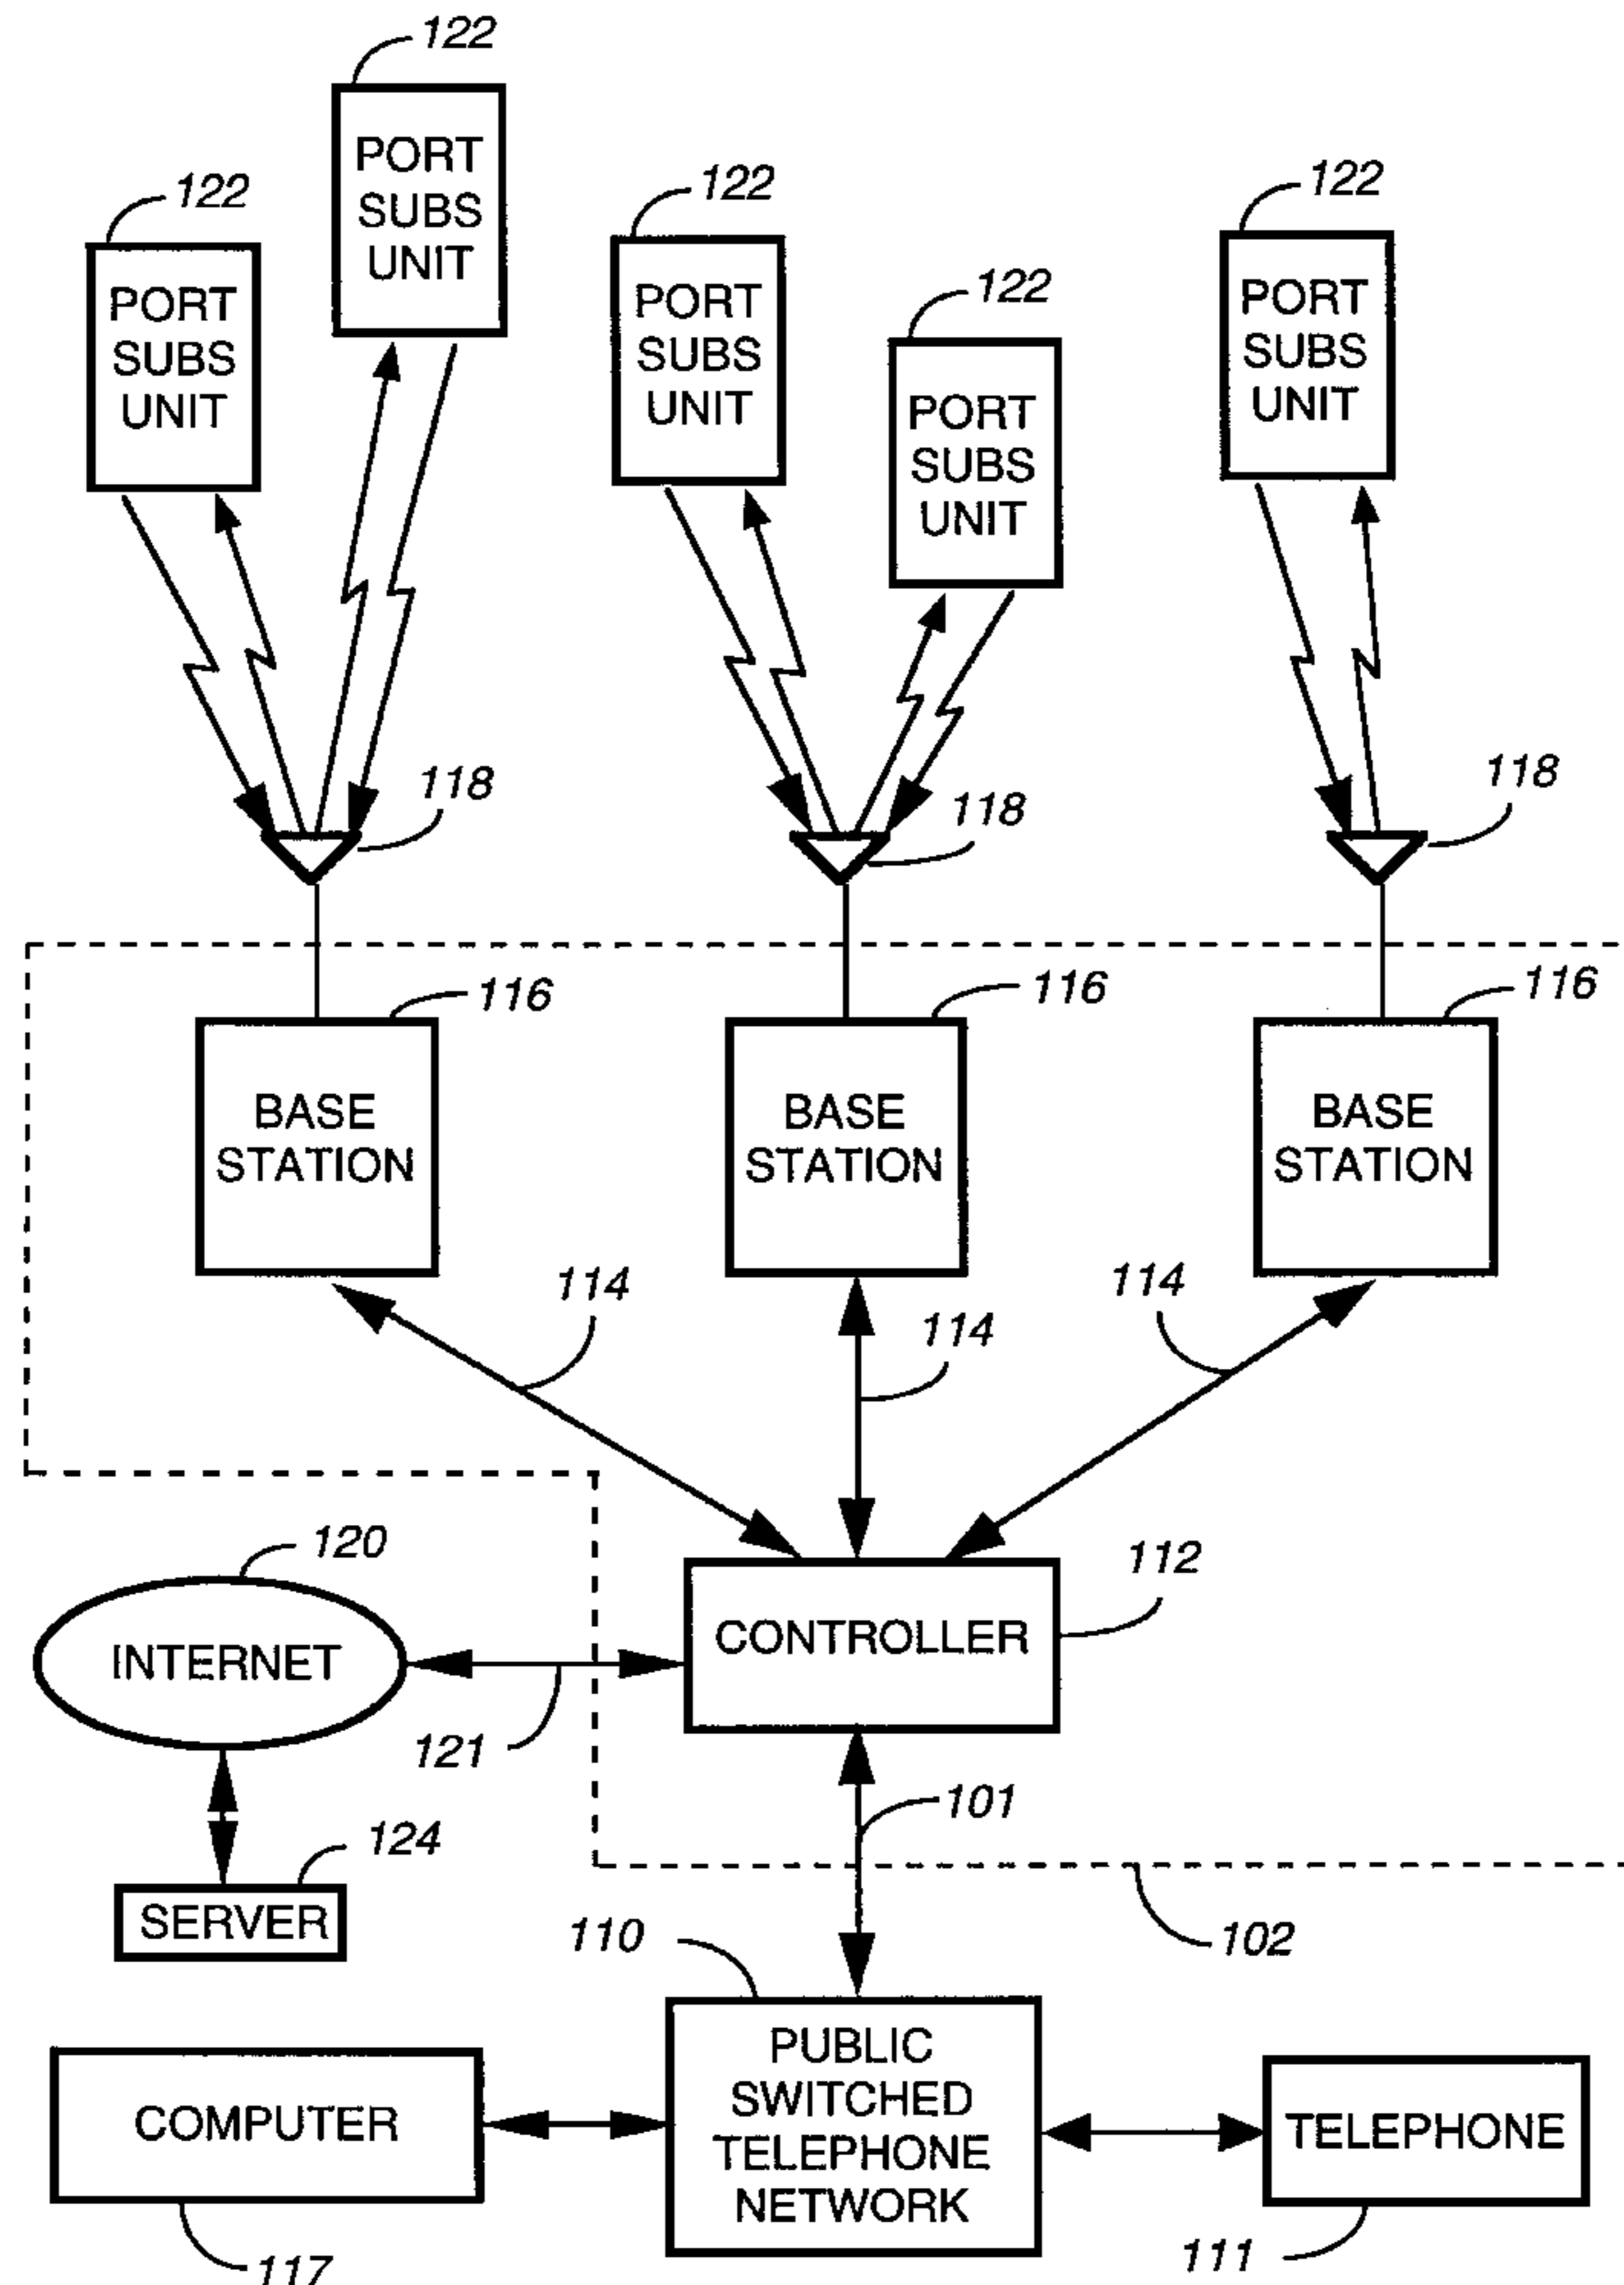 122
122
PORT
SUBS
UNIT
122
122
PORT
SUBS
UNIT
122
PORT
SUBS
UNIT
PORT
SUBS
UNIT
PORT
SUBS
UNIT
118
118
118
116
116
116
BASE
STATION
BASE
STATION
BASE
STATION
114
114
114
120
112
INTERNET
CONTROLLER
121
101
124
SERVER
110
102
PUBLIC
SWITCHED
TELEPHONE
NETWORK
COMPUTER
TELEPHONE
117
111